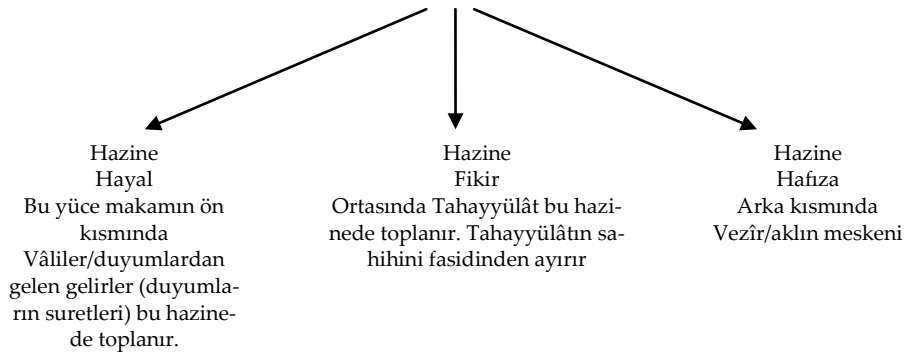 Hazine
Hayal
Bu yüce makamın ön
kısmında
Vâliler/duyumlardan
gelen gelirler (duyumla-
rın suretleri) bu hazine-
de toplanır.
Hazine
Fikir
Ortasında Tahayyülât bu hazi-
nede toplanır. Tahayyülâtın sa-
hihini fasidinden ayırır
Hazine
Hafıza
Arka kısmında
Vezîr/aklın meskeni